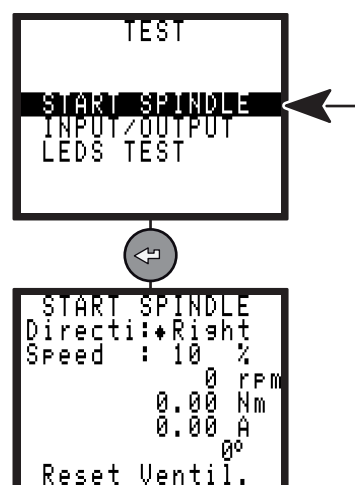 TEST
START SPINDLE
INPUT/OUTPUT
LEDS TEST
START SPINDLE
Directi:♦Right
Speed : 10 %
0 rpm
0.00 Nm
0.00 A
0°
Reset Ventil.